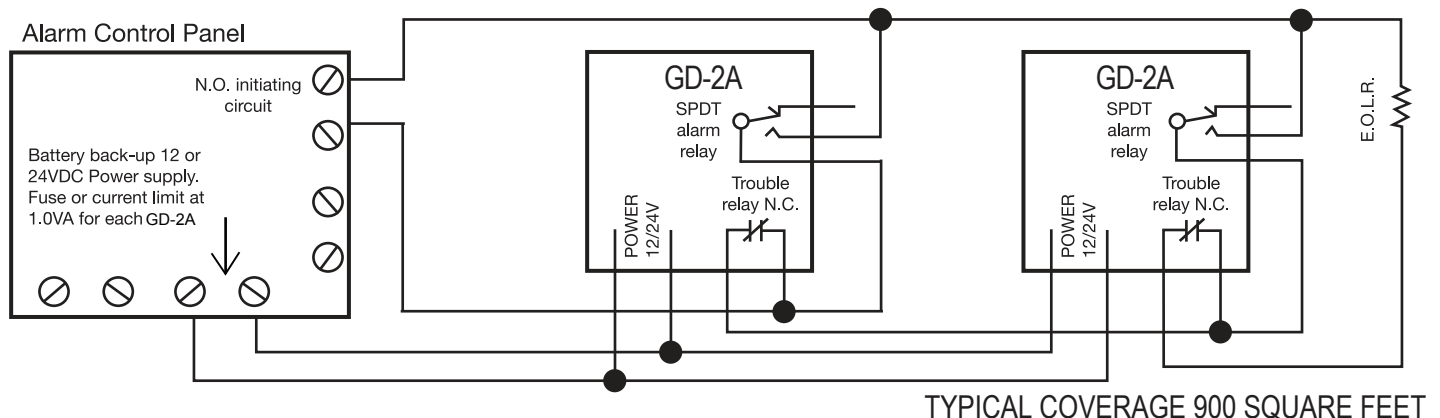 Alarm Control Panel
N.O. initiating
circuit
Battery back-up 12 or
24VDC Power supply.
Fuse or current limit at
1.0VA for each GD-2A
GD-2A
SPDT
alarm
relay
Trouble
relay N.C.
POWER
12/24V
GD-2A
SPDT
alarm
relay
Trouble
relay N.C.
POWER
12/24V
E.O.L.R.
TYPICAL COVERAGE 900 SQUARE FEET